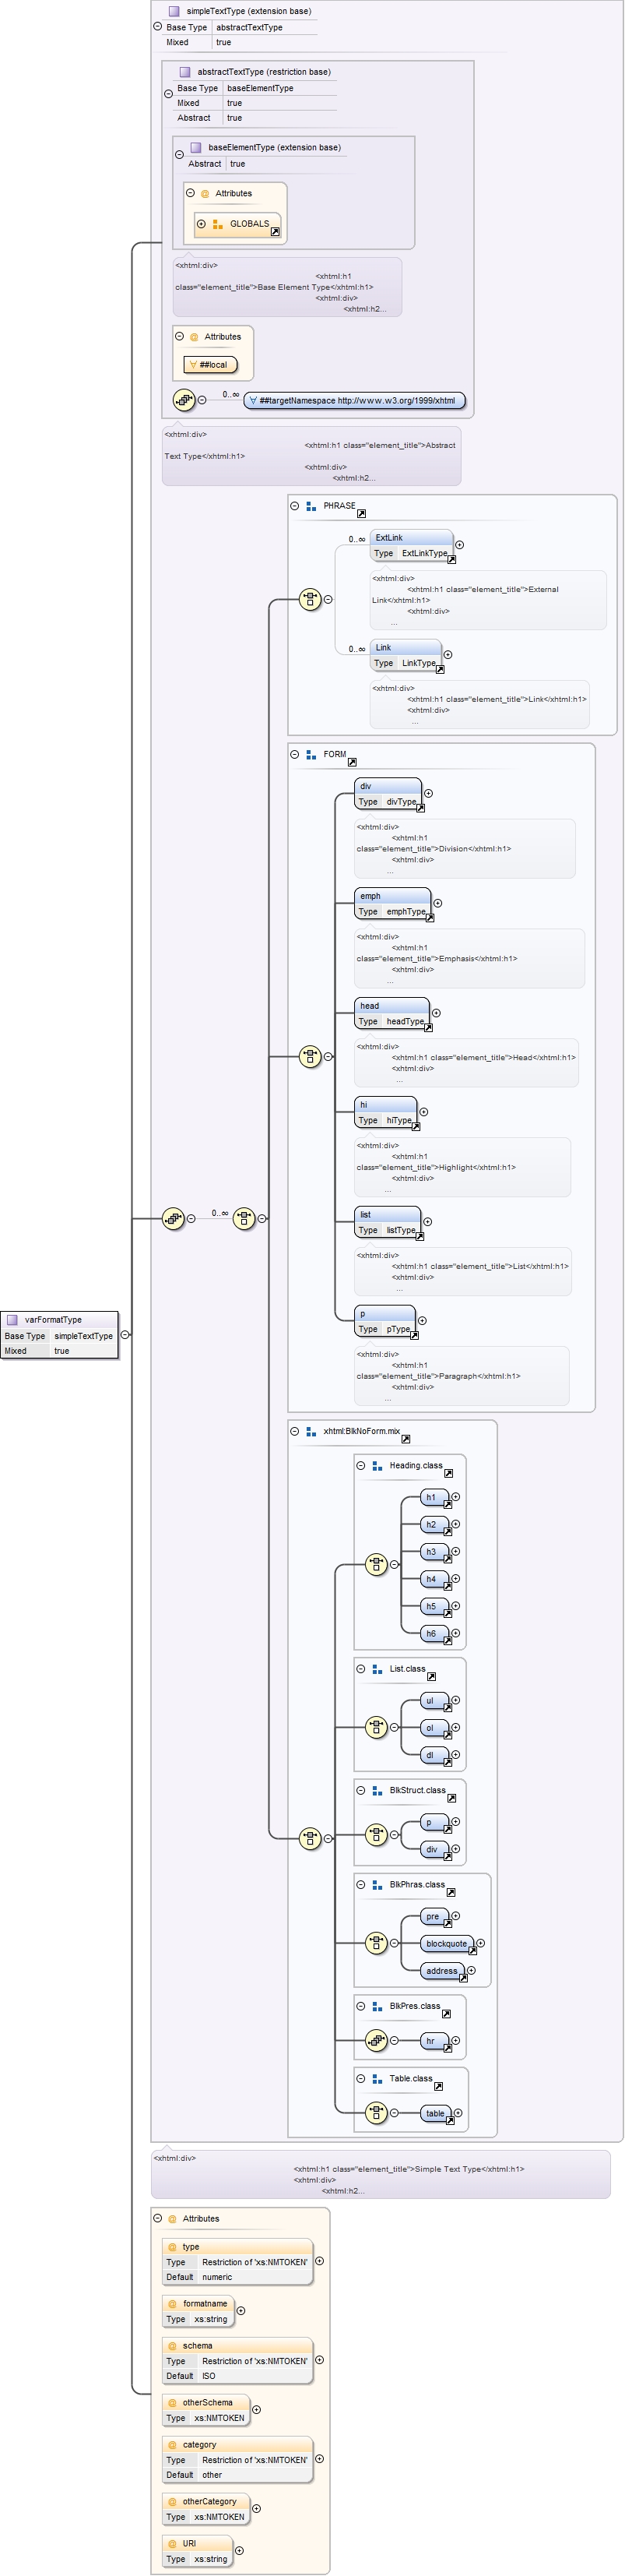 simpleTextType (extension base)
Base Type abstractTextType
Mixed true
abstractTextType (restriction base)
Base Type baseElementType
Mixed true
Abstract true
baseElementType (extension base)
Abstract true
@ Attributes
GLOBALS
<xhtml:div>
<xhtml:h1
class="element_title">Base Element Type</xhtml:h1>
<xhtml:div>
<xhtml:h2...
@ Attributes
##local
0..∞
##targetNamespace http://www.w3.org/1999/xhtml
<xhtml:div>
<xhtml:h1 class="element_title">Abstract
Text Type</xhtml:h1>
<xhtml:div>
<xhtml:h2...
PHRASE
0..∞
ExtLink
Type ExtLinkType
<xhtml:div>
<xhtml:h1 class="element_title">External
Link</xhtml:h1>
<xhtml:div>
...
0..∞
Link
Type LinkType
<xhtml:div>
<xhtml:h1 class="element_title">Link</xhtml:h1>
<xhtml:div>
...
FORM
div
Type divType
<xhtml:div>
<xhtml:h1
class="element_title">Division</xhtml:h1>
<xhtml:div>
...
emph
Type emphType
<xhtml:div>
<xhtml:h1
class="element_title">Emphasis</xhtml:h1>
<xhtml:div>
...
head
Type headType
<xhtml:div>
<xhtml:h1 class="element_title">Head</xhtml:h1>
<xhtml:div>
...
hi
Type hiType
<xhtml:div>
<xhtml:h1
class="element_title">Highlight</xhtml:h1>
<xhtml:div>
...
0..∞
list
Type listType
<xhtml:div>
<xhtml:h1 class="element_title">List</xhtml:h1>
<xhtml:div>
...
p
Type pType
<xhtml:div>
<xhtml:h1
class="element_title">Paragraph</xhtml:h1>
<xhtml:div>
...
varFormatType
Base Type simpleTextType
Mixed true
xhtml:BlkNoForm.mix
Heading.class
h1
h2
h3
h4
h5
h6
List.class
ul
ol
dl
BlkStruct.class
p
div
BlkPhras.class
pre
blockquote
address
BlkPres.class
hr
Table.class
table
<xhtml:div>
<xhtml:h1 class="element_title">Simple Text Type</xhtml:h1>
<xhtml:div>
<xhtml:h2...
@ Attributes
@ type
Type Restriction of 'xs:NMTOKEN'
Default numeric
@ formatname
Type xs:string
@ schema
Type Restriction of 'xs:NMTOKEN'
Default ISO
@ otherSchema
Type xs:NMTOKEN
@ category
Type Restriction of 'xs:NMTOKEN'
Default other
@ otherCategory
Type xs:NMTOKEN
@ URI
Type xs:string